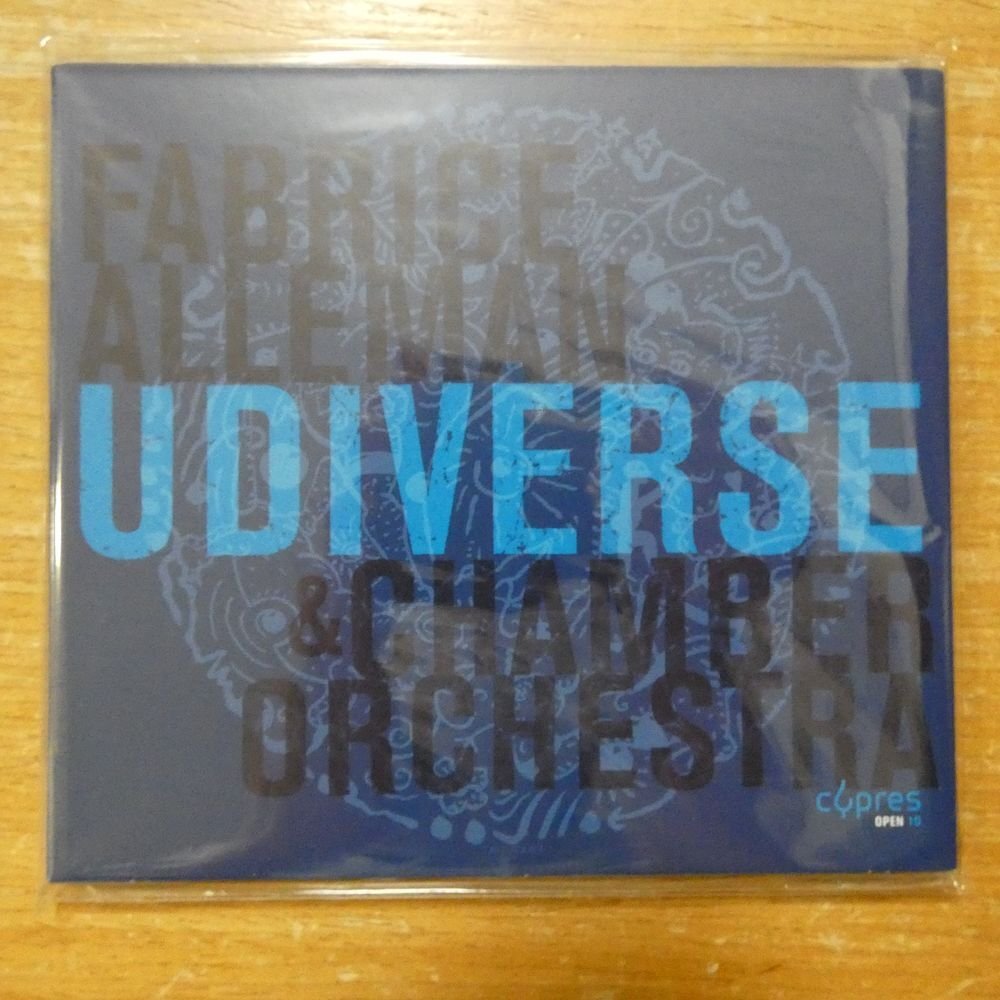 FABRICE
ALLEMAN
UDIVERSE
& CHAMBER
ORCHESTRA
cypres
OPEN 10